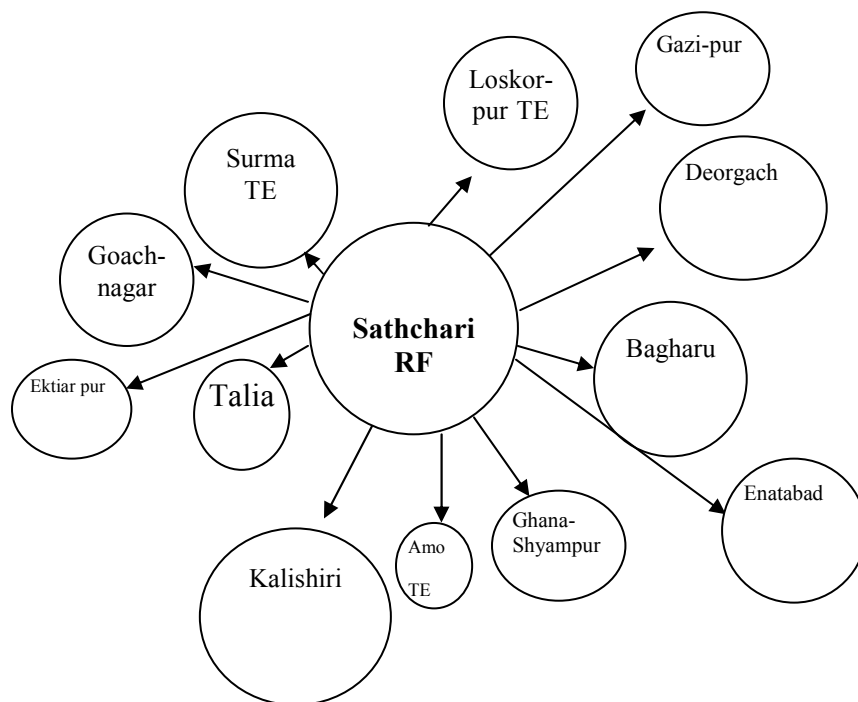 Gazi-pur
Loskor-
pur TE
Surma
TE
Deorgach
Goach-
nagar
Sathchari
RF
Bagharu
Ektiar pur
Talia
Enatabad
Ghana-
Shyampur
Amo
TE
Kalishiri